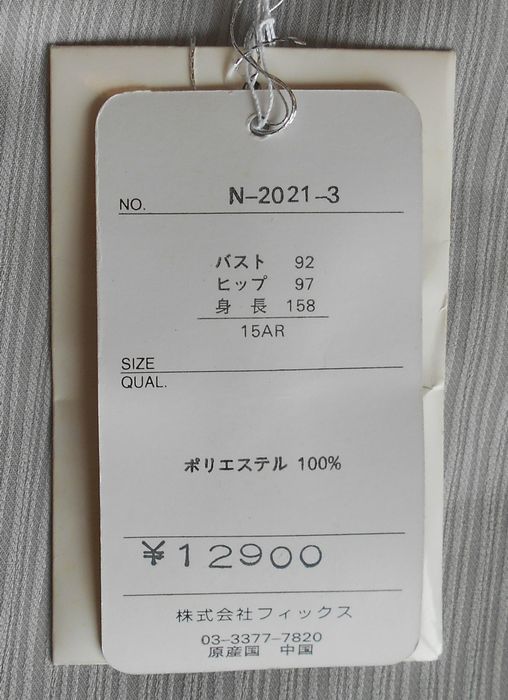 NO. N-2021-3
バスト 92
ヒップ 97
身 長 158
15AR
SIZE
QUAL.
ポリエステル 100%
¥12900
株式会社フィックス
03-3377-7820
原産国 中国